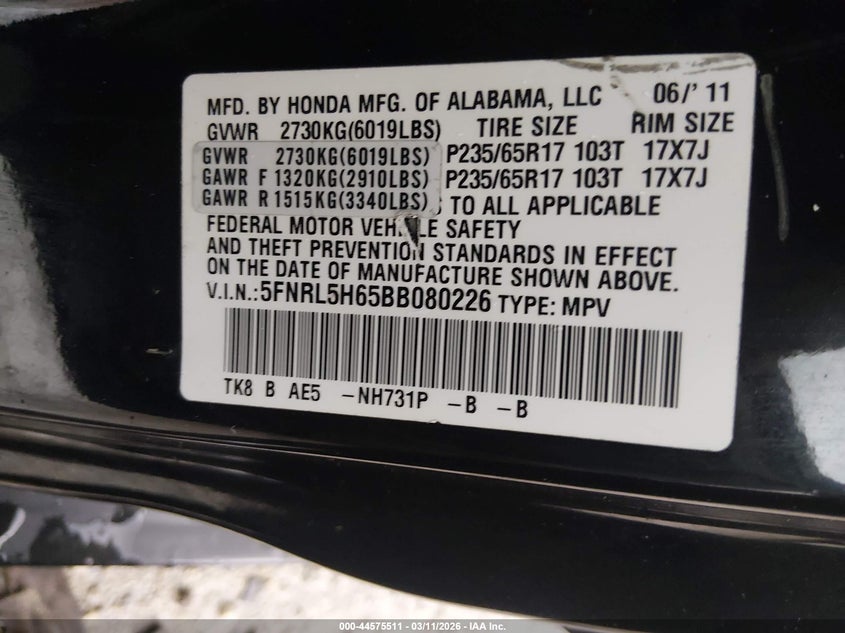 MFD. BY HONDA MFG. OF ALABAMA, LLC 06/' 11
GVWR 2730KG(6019LBS) TIRE SIZE RIM SIZE
GVWR 2730KG(6019LBS) P235/65R17 103T 17X7J
GAWR F 1320KG(2910LBS) P235/65R17 103T 17X7J
GAWR R 1515KG(3340LBS) TO ALL APPLICABLE
FEDERAL MOTOR SAFETY
AND THEFT PREVENTION STANDARDS IN EFFECT
ON THE DATE OF MANUFACTURE SHOWN ABOVE.
V.I.N.:5FNRL5H65BB080226 TYPE: MPV
TK8 B AE5 -NH731P -B -B
000-44575511 - 03/11/2026 - IAA Inc.